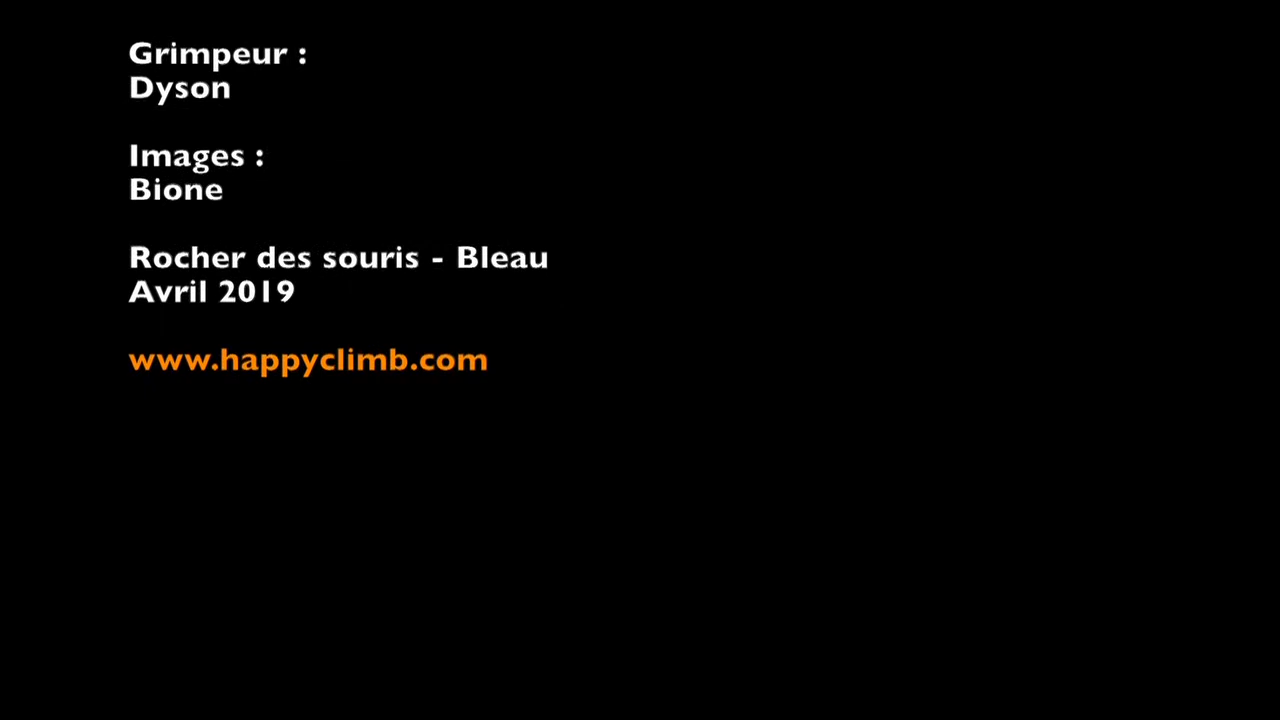 Grimpeur :
Dyson
Images :
Bione
Rocher des souris - Bleau
Avril 2019
www.happyclimb.com